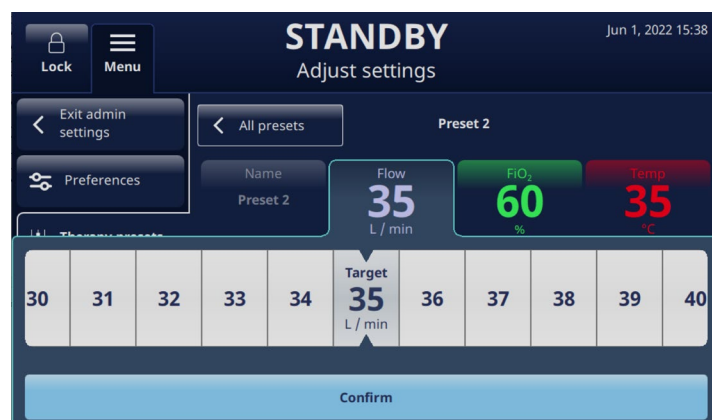 STANDBY
Adjust settings
Jun 1, 2022 15:38
Lock
Menu
Exit admin
settings
All presets
Preset 2
Preferences
Name
Preset 2
Flow
35
L / min
FiO₂
60
%
Temp
35
°C
Therapy presets
30 31 32 33 34
Target
35
L / min
36 37 38 39 40
Confirm